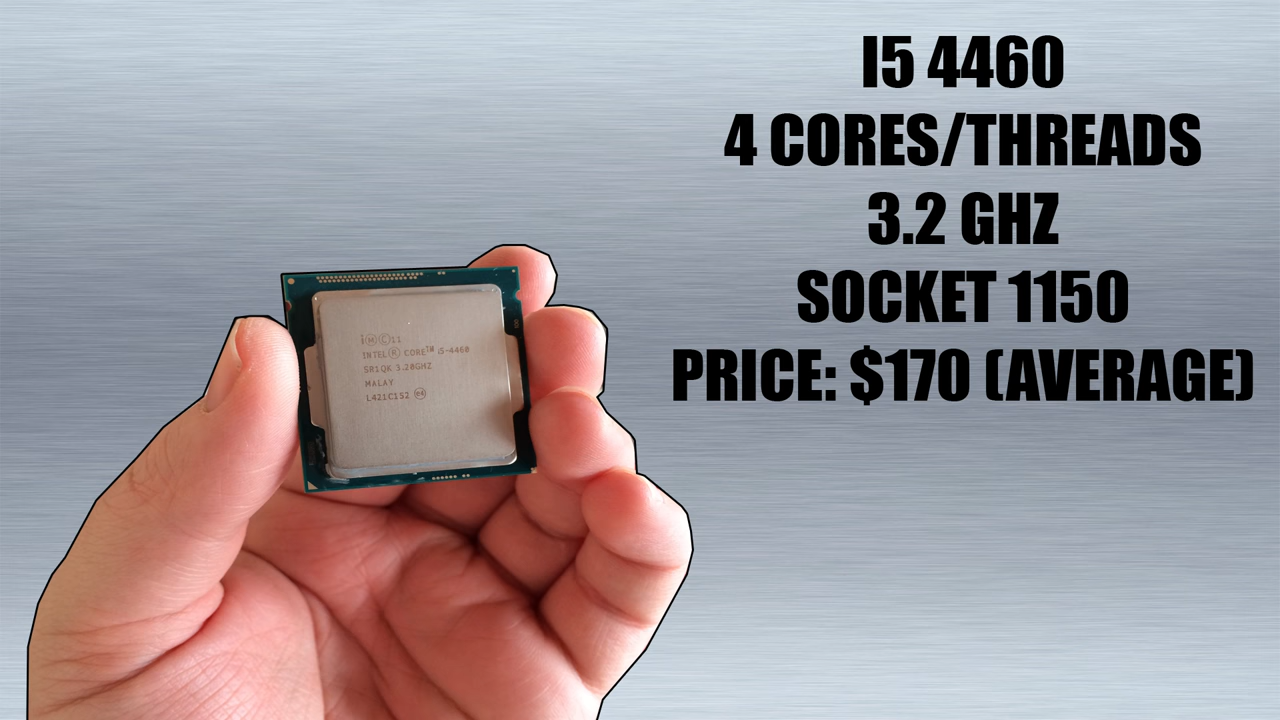 I5 4460
4 CORES/THREADS
3.2 GHZ
SOCKET 1150
PRICE: $170 (AVERAGE)
INTEL® CORE™ i5-4460
SR1QK 3.20GHZ
MALAY
L421C152